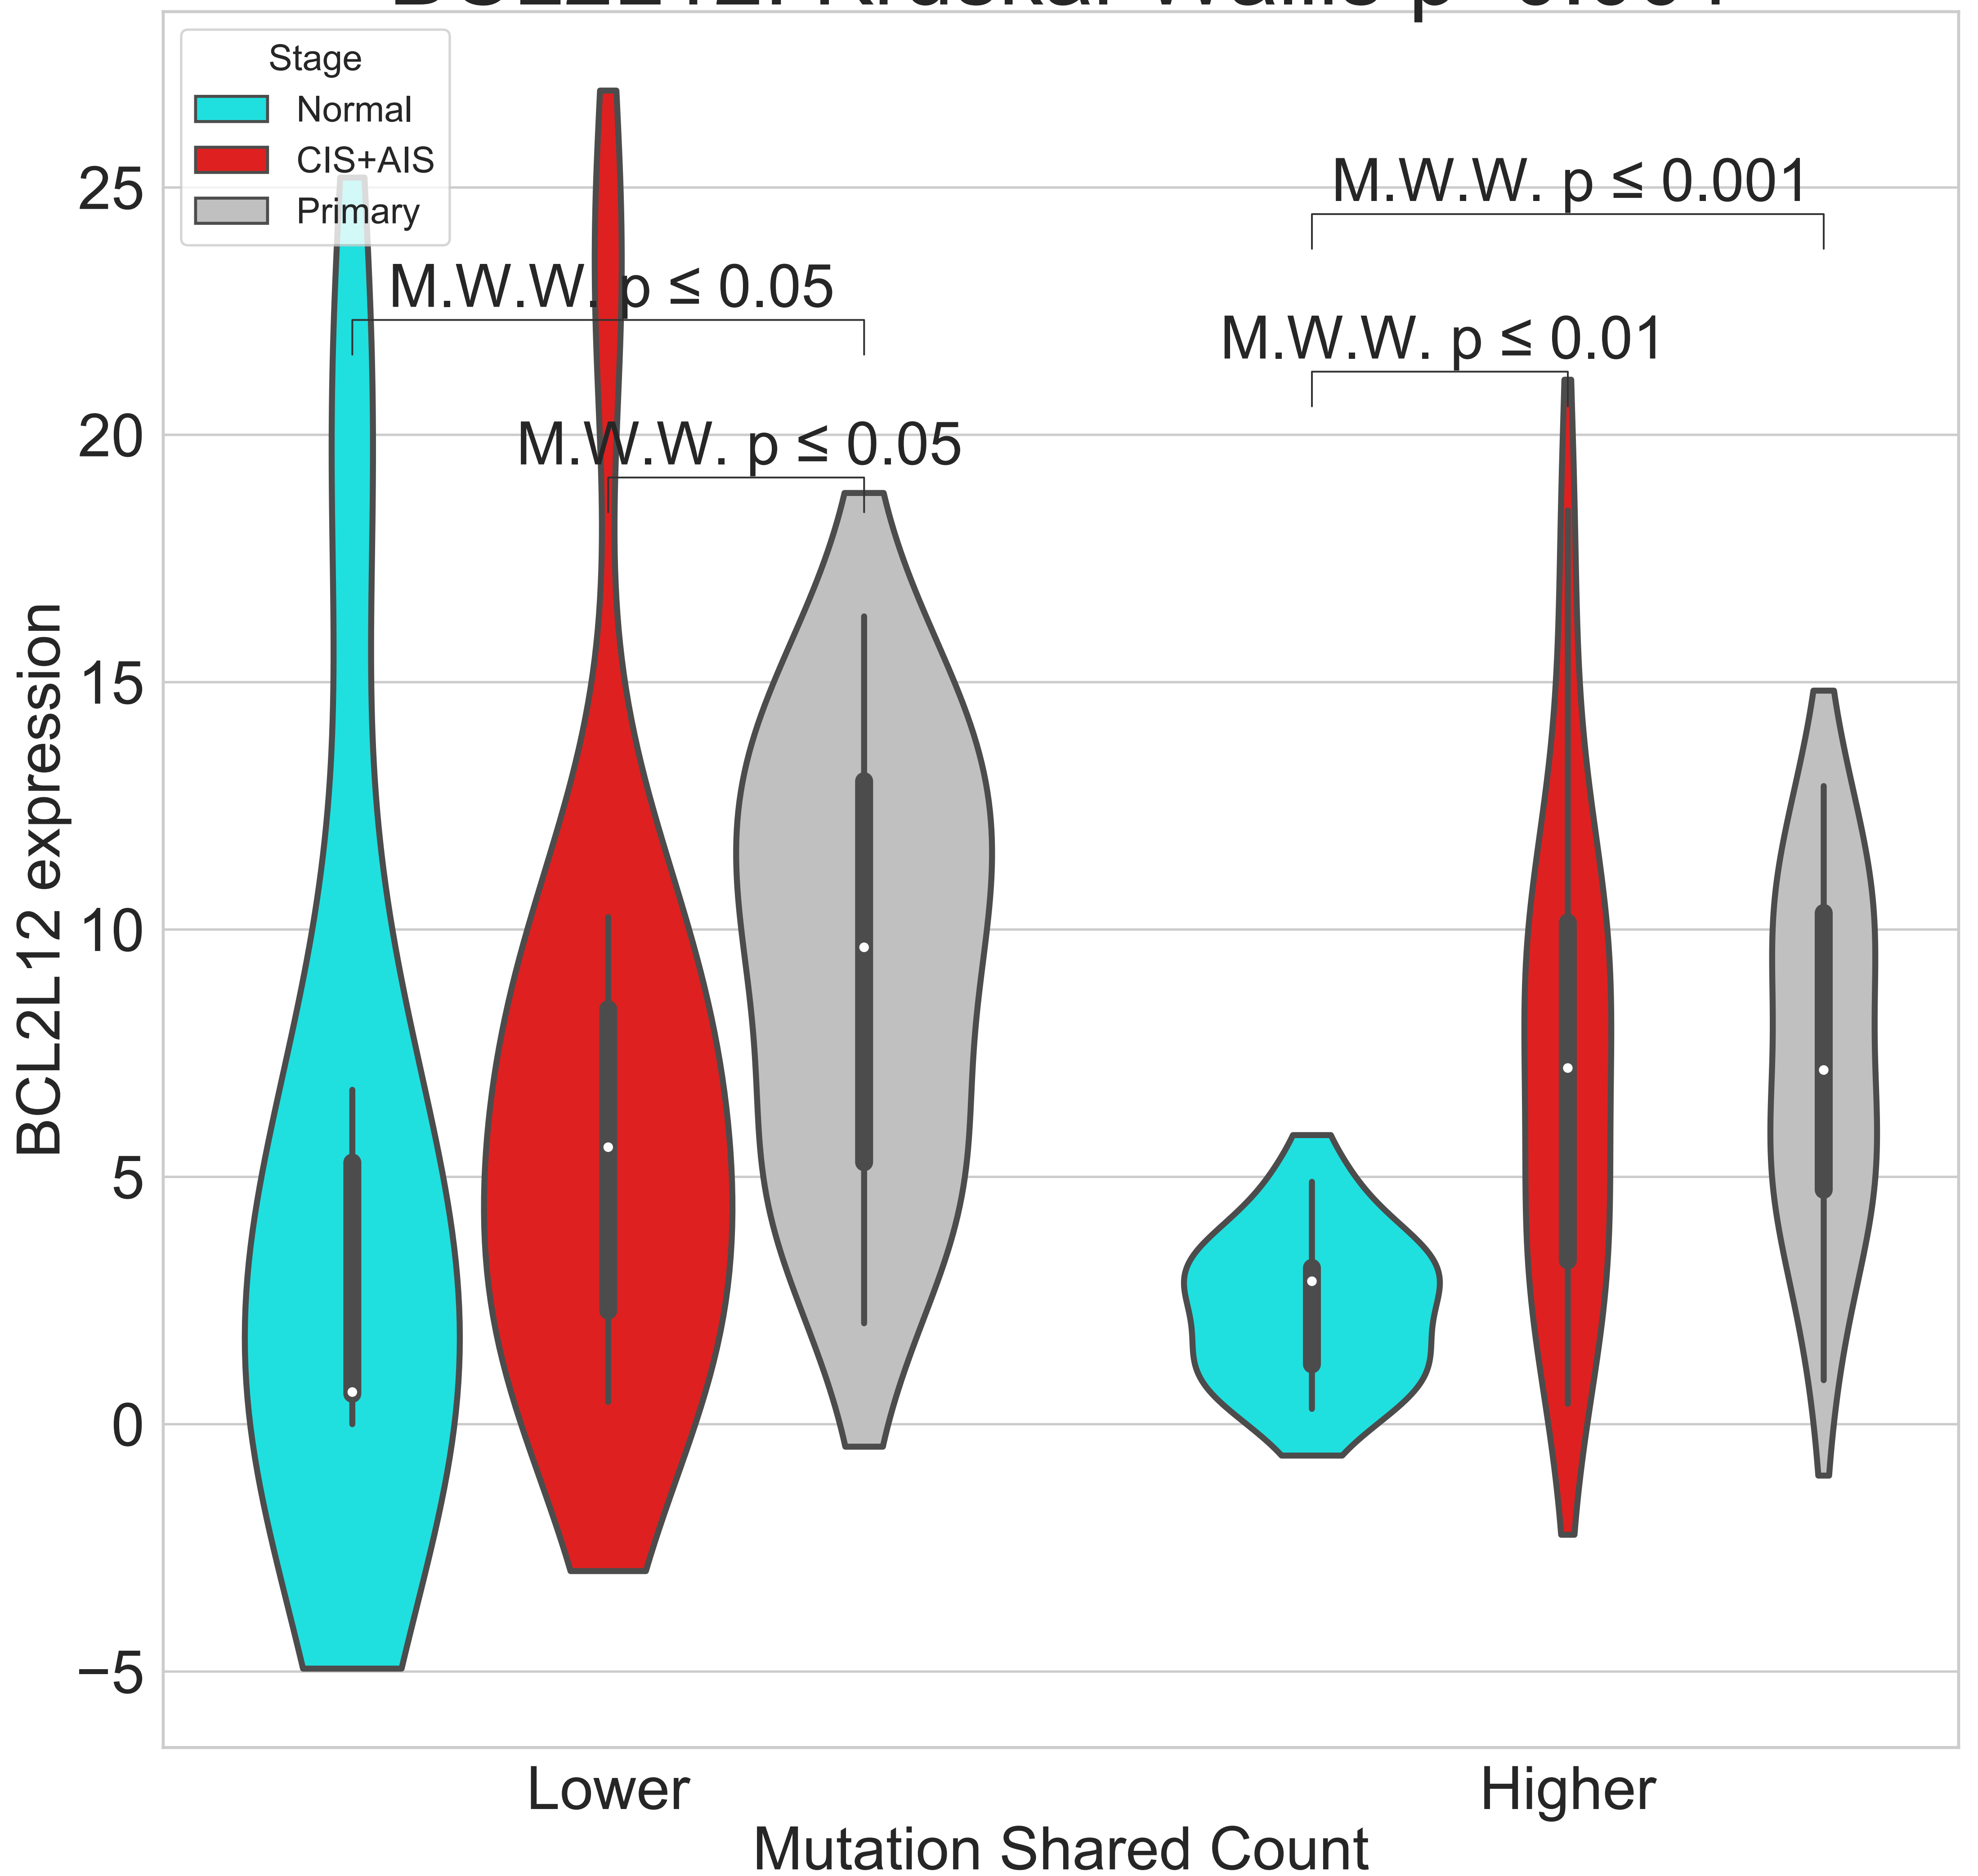 Stage
Normal
CIS+AIS
Primary
M.W.W. p ≤ 0.001
M.W.W. p ≤ 0.05
M.W.W. p ≤ 0.01
M.W.W. p ≤ 0.05
25
20
15
10
5
0
−5
BCL2L12 expression
Lower
Higher
Mutation Shared Count